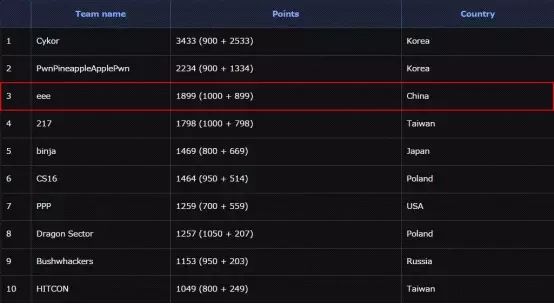 Team name Points Country
1 Cykor 3433 (900 + 2533) Korea
2 PwnPineappleApplePwn 2234 (900 + 1334) Korea
3 eee 1899 (1000 + 899) China
4 217 1798 (1000 + 798) Taiwan
5 binja 1469 (800 + 669) Japan
6 CS16 1464 (950 + 514) Poland
7 PPP 1259 (700 + 559) USA
8 Dragon Sector 1257 (1050 + 207) Poland
9 Bushwhackers 1153 (950 + 203) Russia
10 HITCON 1049 (800 + 249) Taiwan